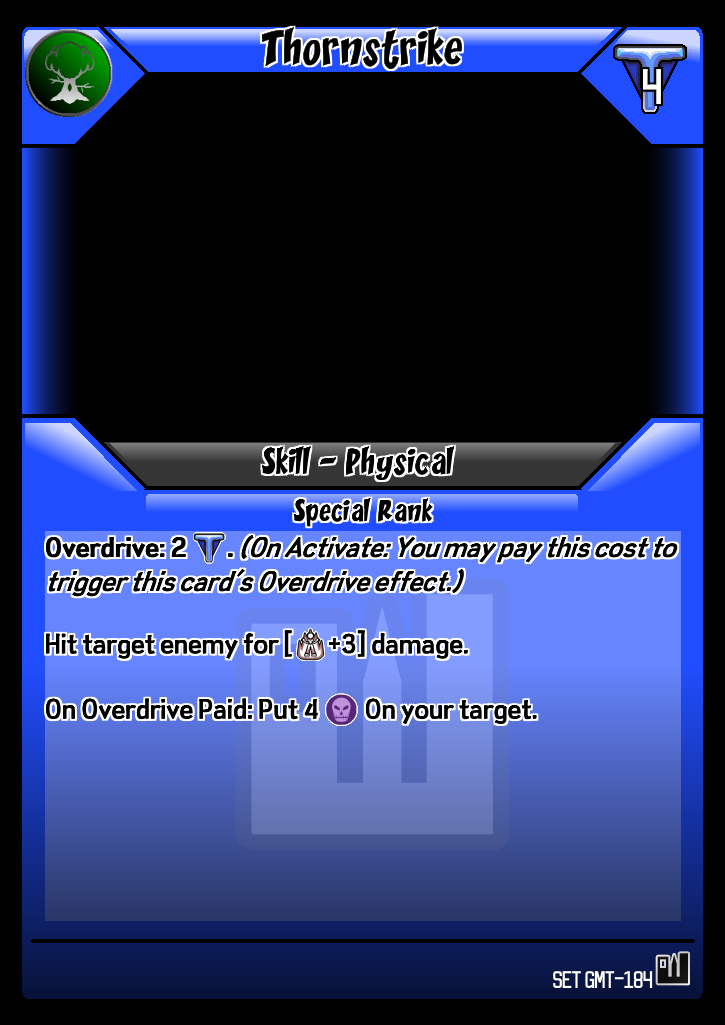 Thornstrike
4
Skill - Physical
Special Rank
Overdrive: 2 . (On Activate: You may pay this cost to
trigger this card's Overdrive effect.)
Hit target enemy for [ +3] damage.
On Overdrive Paid: Put 4 On your target.
SET GMT-184